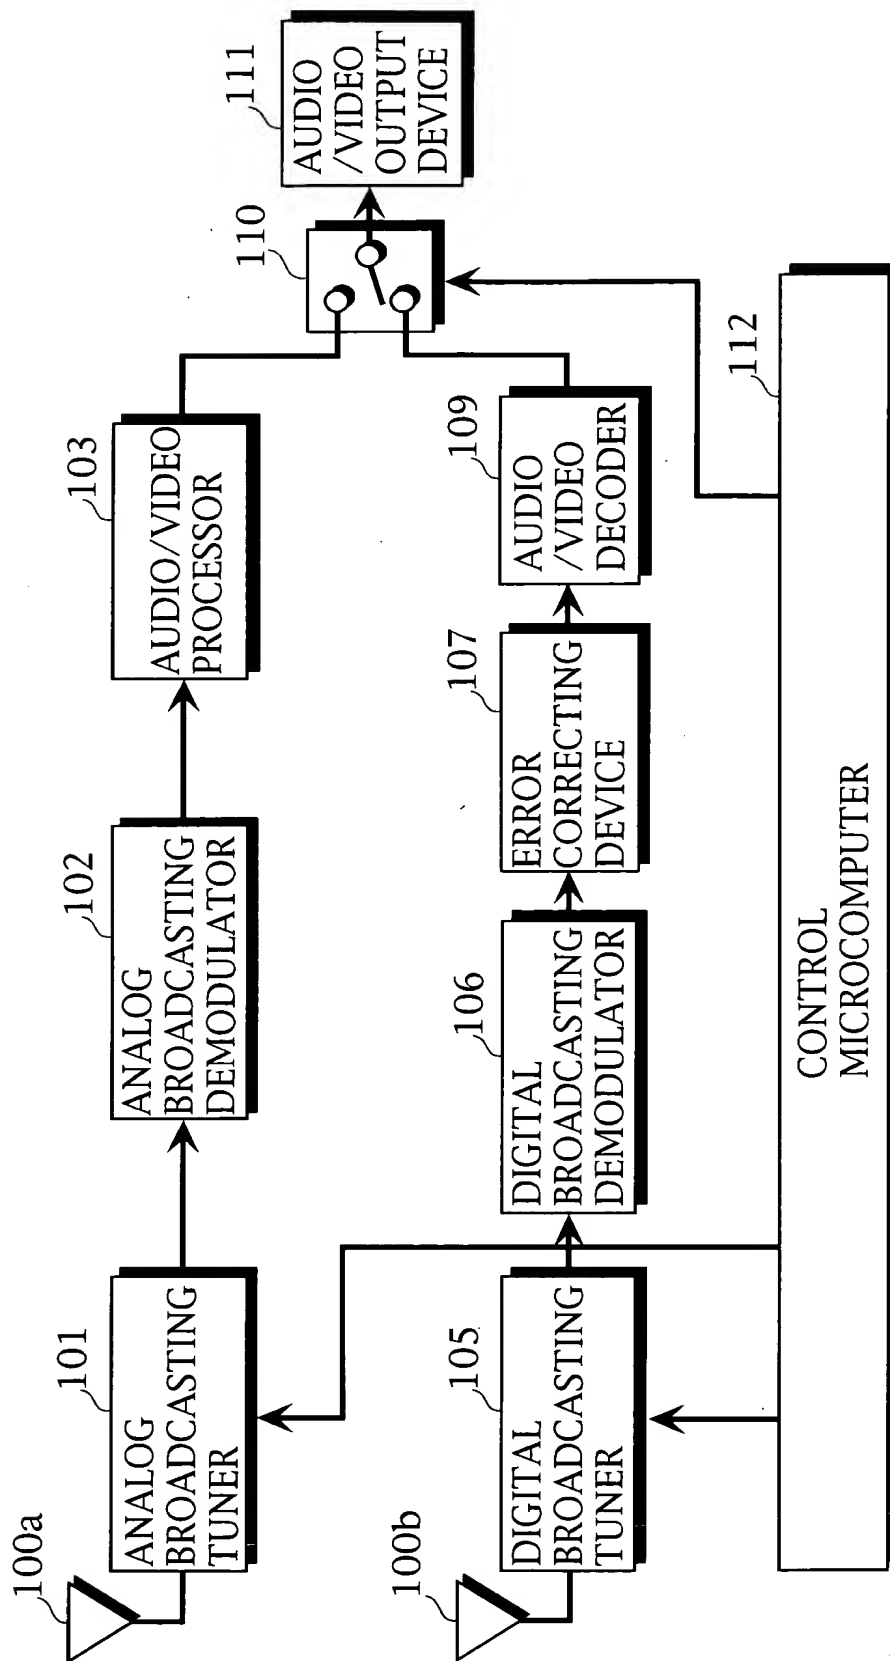 100a
101
ANALOG
BROADCASTING
TUNER
102
ANALOG
BROADCASTING
DEMODULATOR
103
AUDIO/VIDEO
PROCESSOR
110
111
AUDIO
/VIDEO
OUTPUT
DEVICE
100b
105
DIGITAL
BROADCASTING
TUNER
106
DIGITAL
BROADCASTING
DEMODULATOR
107
ERROR
CORRECTING
DEVICE
109
AUDIO
/VIDEO
DECODER
112
CONTROL
MICROCOMPUTER